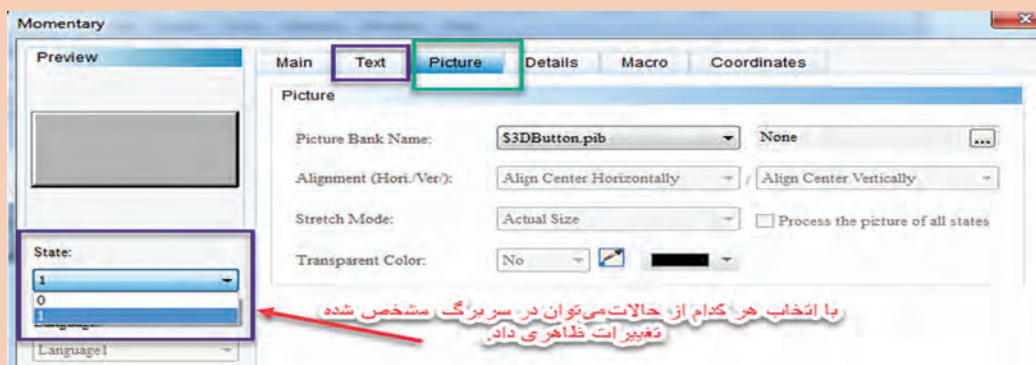 Momentary
Preview
Main Text Picture Details Macro Coordinates
Picture
Picture Bank Name: S3DButton.pib None ...
Alignment (Hori./Ver/): Align Center Horizontally / Align Center Vertically
Stretch Mode: Actual Size Process the picture of all states
State:
Transparent Color: No
1
0
1
با انتخاب هر کدام از حالات می‌توان در سربرگ مشخص شده
تغییرات ظاهری داد.
Language:
Language1